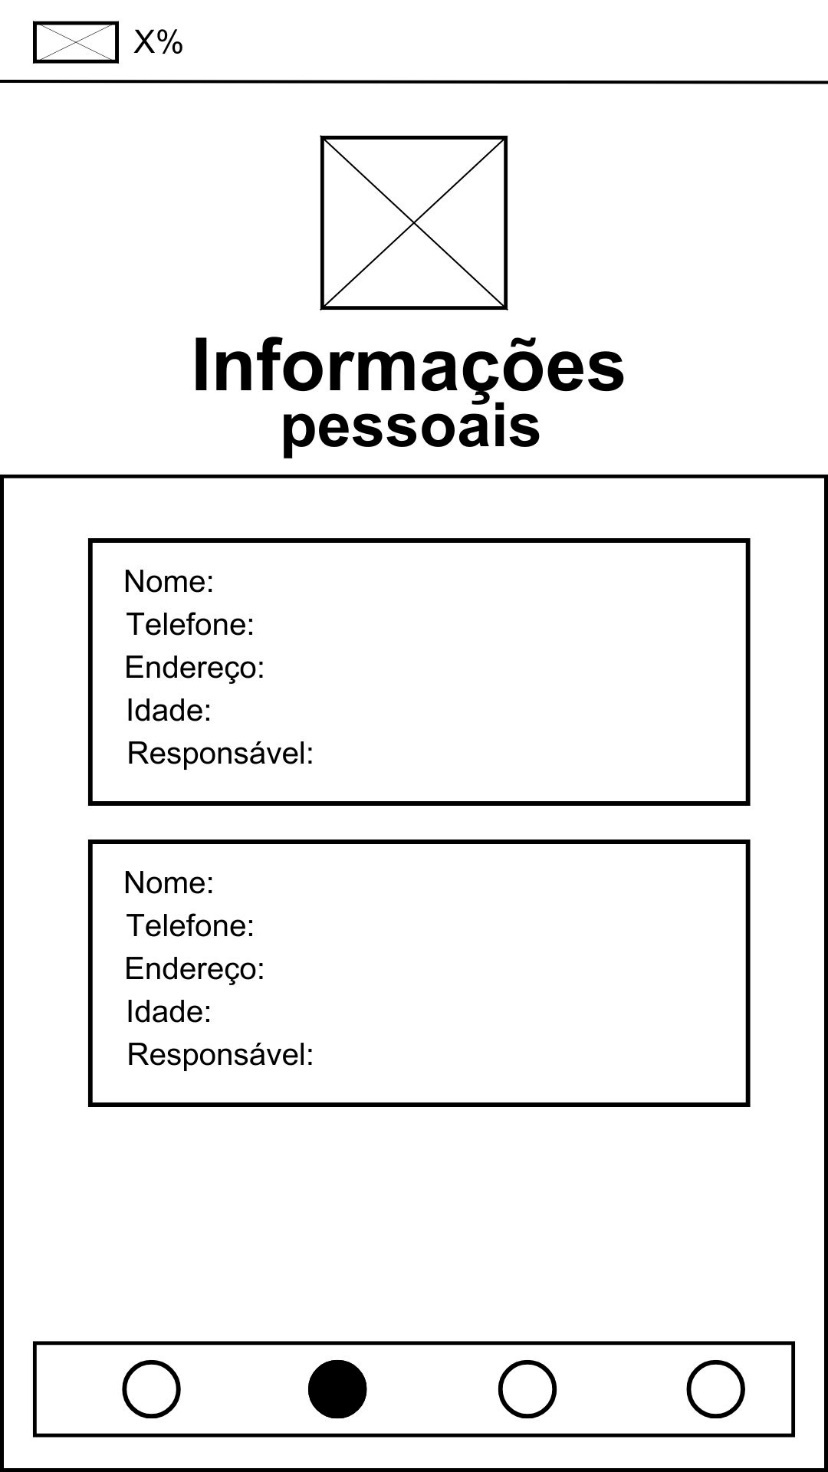 X%
Informações
pessoais
Nome:
Telefone:
Endereço:
Idade:
Responsável:
Nome:
Telefone:
Endereço:
Idade:
Responsável: